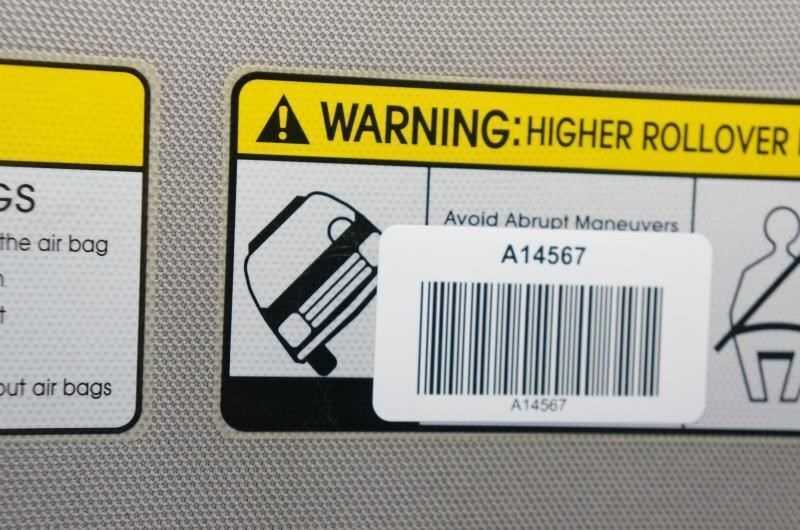 GS
the air bag
out air bags
WARNING: HIGHER ROLLOVER
Avoid Abrupt Maneuvers
A14567
A14567